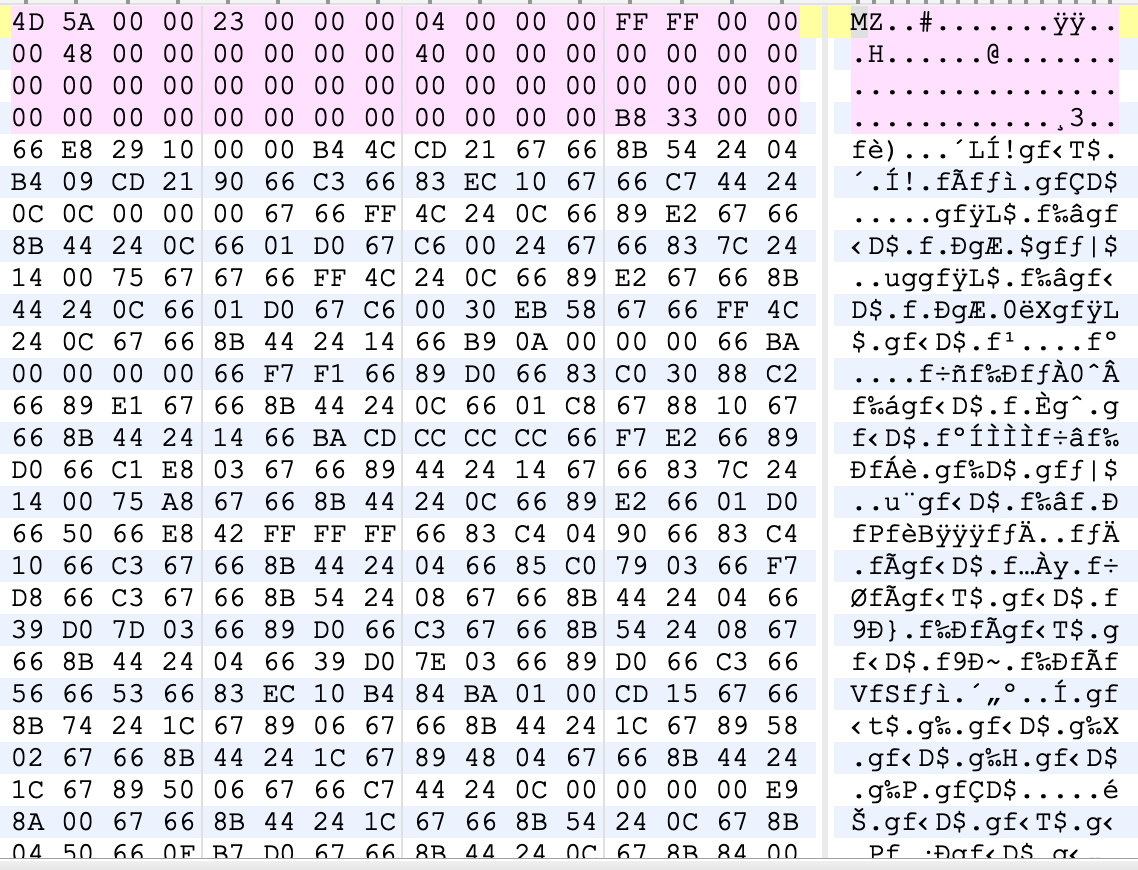 4D 5A 00 00 23 00 00 00 04 00 00 00 FF FF 00 00 MZ..#.......ÿÿ..
00 48 00 00 00 00 00 00 40 00 00 00 00 00 00 00 .H......@.......
00 00 00 00 00 00 00 00 00 00 00 00 00 00 00 00 ................
00 00 00 00 00 00 00 00 00 00 00 00 B8 33 00 00 ............¸3..
66 E8 29 10 00 00 B4 4C CD 21 67 66 8B 54 24 04 fè)...´LÍ!gf‹T$.
B4 09 CD 21 90 66 C3 66 83 EC 10 67 66 C7 44 24 ´.Í!.fÃfƒì.gfÇD$
0C 0C 00 00 00 67 66 FF 4C 24 0C 66 89 E2 67 66 .....gfÿL$.f‰âgf
8B 44 24 0C 66 01 D0 67 C6 00 24 67 66 83 7C 24 ‹D$.f.ÐgÆ.$gfƒ|$
14 00 75 67 67 66 FF 4C 24 0C 66 89 E2 67 66 8B ..uggfÿL$.f‰âgf‹
44 24 0C 66 01 D0 67 C6 00 30 EB 58 67 66 FF 4C D$.f.ÐgÆ.0ëXgfÿL
24 0C 67 66 8B 44 24 14 66 B9 0A 00 00 00 66 BA $.gf‹D$.f¹....fº
00 00 00 00 66 F7 F1 66 89 D0 66 83 C0 30 88 C2 ....f÷ñf‰ÐfƒÀ0ˆÂ
66 89 E1 67 66 8B 44 24 0C 66 01 C8 67 88 10 67 f‰ágf‹D$.f.Ègˆ.g
66 8B 44 24 14 66 BA CD CC CC CC 66 F7 E2 66 89 f‹D$.fºÍÌÌÌf÷âf‰
D0 66 C1 E8 03 67 66 89 44 24 14 67 66 83 7C 24 ÐfÁè.gf‰D$.gfƒ|$
14 00 75 A8 67 66 8B 44 24 0C 66 89 E2 66 01 D0 ..u¨gf‹D$.f‰âf.Ð
66 50 66 E8 42 FF FF FF 66 83 C4 04 90 66 83 C4 fPfèBÿÿÿfƒÄ..fƒÄ
10 66 C3 67 66 8B 44 24 04 66 85 C0 79 03 66 F7 .fÃgf‹D$.f…Ày.f÷
D8 66 C3 67 66 8B 54 24 08 67 66 8B 44 24 04 66 ØfÃgf‹T$.gf‹D$.f
39 D0 7D 03 66 89 D0 66 C3 67 66 8B 54 24 08 67 9Ð}.f‰ÐfÃgf‹T$.g
66 8B 44 24 04 66 39 D0 7E 03 66 89 D0 66 C3 66 f‹D$.f9Ð~.f‰ÐfÃf
56 66 53 66 83 EC 10 B4 84 BA 01 00 CD 15 67 66 VfSfƒì.´„º..Í.gf
8B 74 24 1C 67 89 06 67 66 8B 44 24 1C 67 89 58 ‹t$.g‰.gf‹D$.g‰X
02 67 66 8B 44 24 1C 67 89 48 04 67 66 8B 44 24 .gf‹D$.g‰H.gf‹D$
1C 67 89 50 06 67 66 C7 44 24 0C 00 00 00 00 E9 .g‰P.gfÇD$.....é
8A 00 67 66 8B 44 24 1C 67 66 8B 54 24 0C 67 8B Š.gf‹D$.gf‹T$.g‹
04 50 66 0F B7 D0 67 66 8B 44 24 0C 67 8B 84 00 .Pf.·Ðgf‹D$.g‹„.